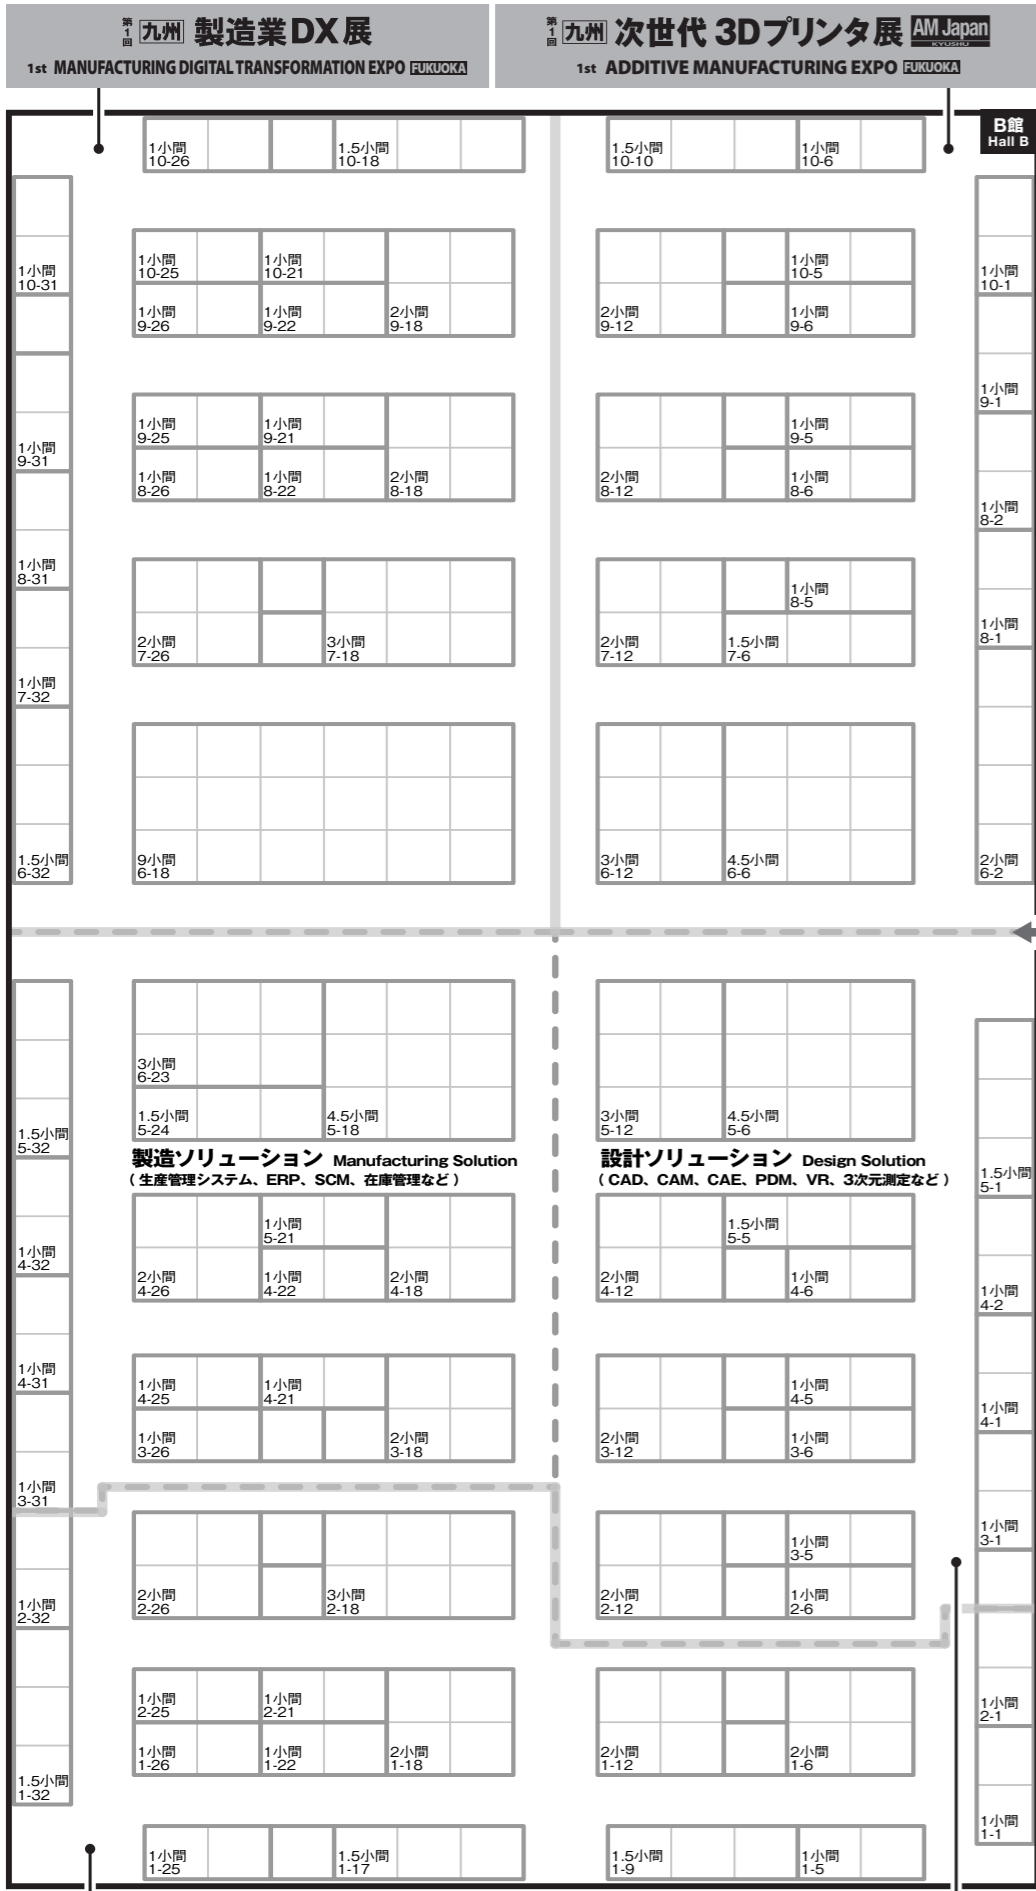 第1回 九州 製造業DX展
1st MANUFACTURING DIGITAL TRANSFORMATION EXPO FUKUOKA
第1回 九州 次世代 3Dプリンタ展 AM Japan KYUSHU
1st ADDITIVE MANUFACTURING EXPO FUKUOKA
B館
Hall B
1小間
10-26
1.5小間
10-18
1.5小間
10-10
1小間
10-6
1小間
10-31
1小間
10-25
1小間
10-21
1小間
9-26
1小間
9-22
2小間
9-18
2小間
9-12
1小間
10-5
1小間
9-6
1小間
10-1
1小間
9-31
1小間
9-25
1小間
9-21
1小間
8-26
1小間
8-22
2小間
8-18
2小間
8-12
1小間
9-5
1小間
8-6
1小間
9-1
1小間
8-2
1小間
8-31
2小間
7-26
3小間
7-18
2小間
7-12
1小間
8-5
1.5小間
7-6
1小間
8-1
1小間
7-32
1.5小間
6-32
9小間
6-18
3小間
6-12
4.5小間
6-6
2小間
6-2
1.5小間
5-32
3小間
6-23
1.5小間
5-24
4.5小間
5-18
3小間
5-12
4.5小間
5-6
製造ソリューション Manufacturing Solution
( 生産管理システム、ERP、SCM、在庫管理など )
設計ソリューション Design Solution
( CAD、CAM、CAE、PDM、VR、3次元測定など )
1.5小間
5-1
1小間
4-32
1小間
5-21
2小間
4-26
1小間
4-22
2小間
4-18
1.5小間
5-5
2小間
4-12
1小間
4-6
1小間
4-2
1小間
4-31
1小間
4-25
1小間
4-21
1小間
3-26
2小間
3-18
1小間
4-5
2小間
3-12
1小間
3-6
1小間
4-1
1小間
3-31
1小間
2-32
2小間
2-26
3小間
2-18
1小間
3-5
2小間
2-12
1小間
2-6
1小間
3-1
1小間
2-25
1小間
2-21
1小間
1-26
1小間
1-22
2小間
1-18
2小間
1-12
2小間
1-6
1小間
2-1
1.5小間
1-32
1小間
1-25
1.5小間
1-17
1.5小間
1-9
1小間
1-5
1小間
1-1